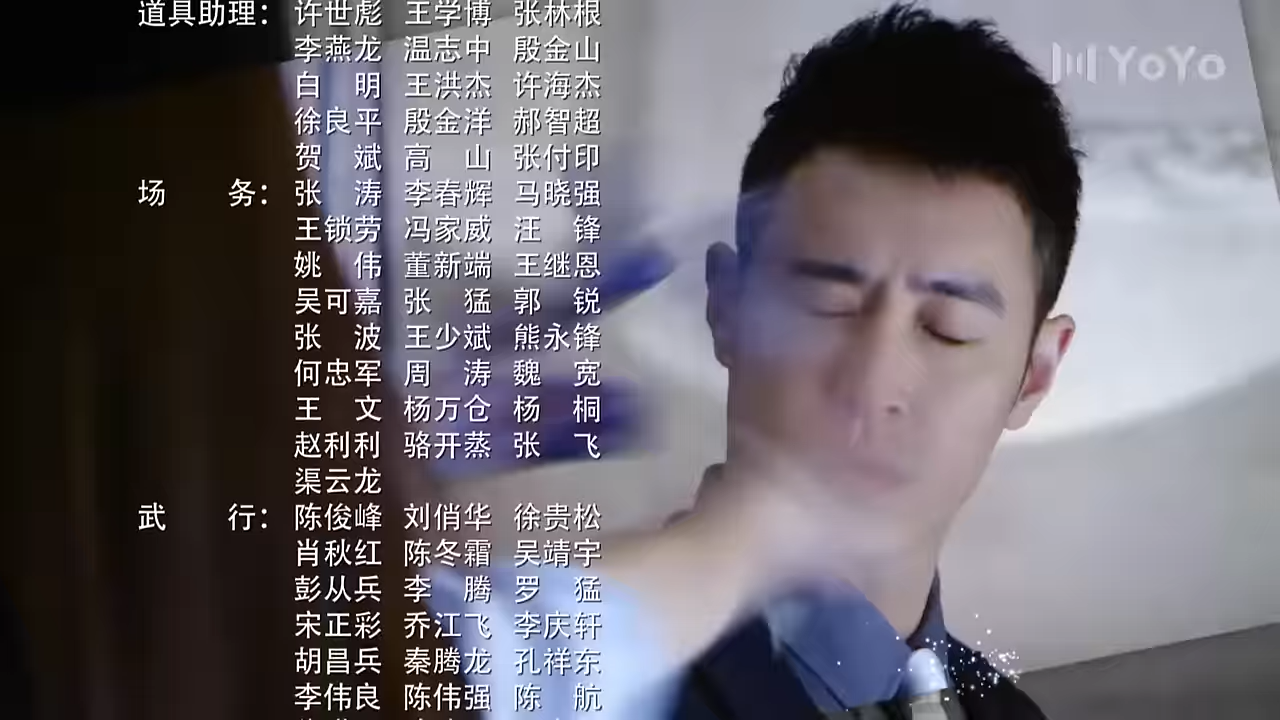 道具助理： 许世彪 王学博 张林根
李燕龙 温志中 殷金山
白 明 王洪杰 许海杰
徐良平 殷金洋 郝智超
贺 斌 高 山 张付印
场 务： 张 涛 李春辉 马晓强
王锁劳 冯家威 汪 锋
姚 伟 董新端 王继恩
吴可嘉 张 猛 郭 锐
张 波 王少斌 熊永锋
何忠军 周 涛 魏 宽
王 文 杨万仓 杨 桐
赵利利 骆开蒸 张 飞
渠云龙
武 行： 陈俊峰 刘俏华 徐贵松
肖秋红 陈冬霜 吴靖宇
彭从兵 李 腾 罗 猛
宋正彩 乔江飞 李庆轩
胡昌兵 秦腾龙 孔祥东
李伟良 陈伟强 陈 航
YoYo